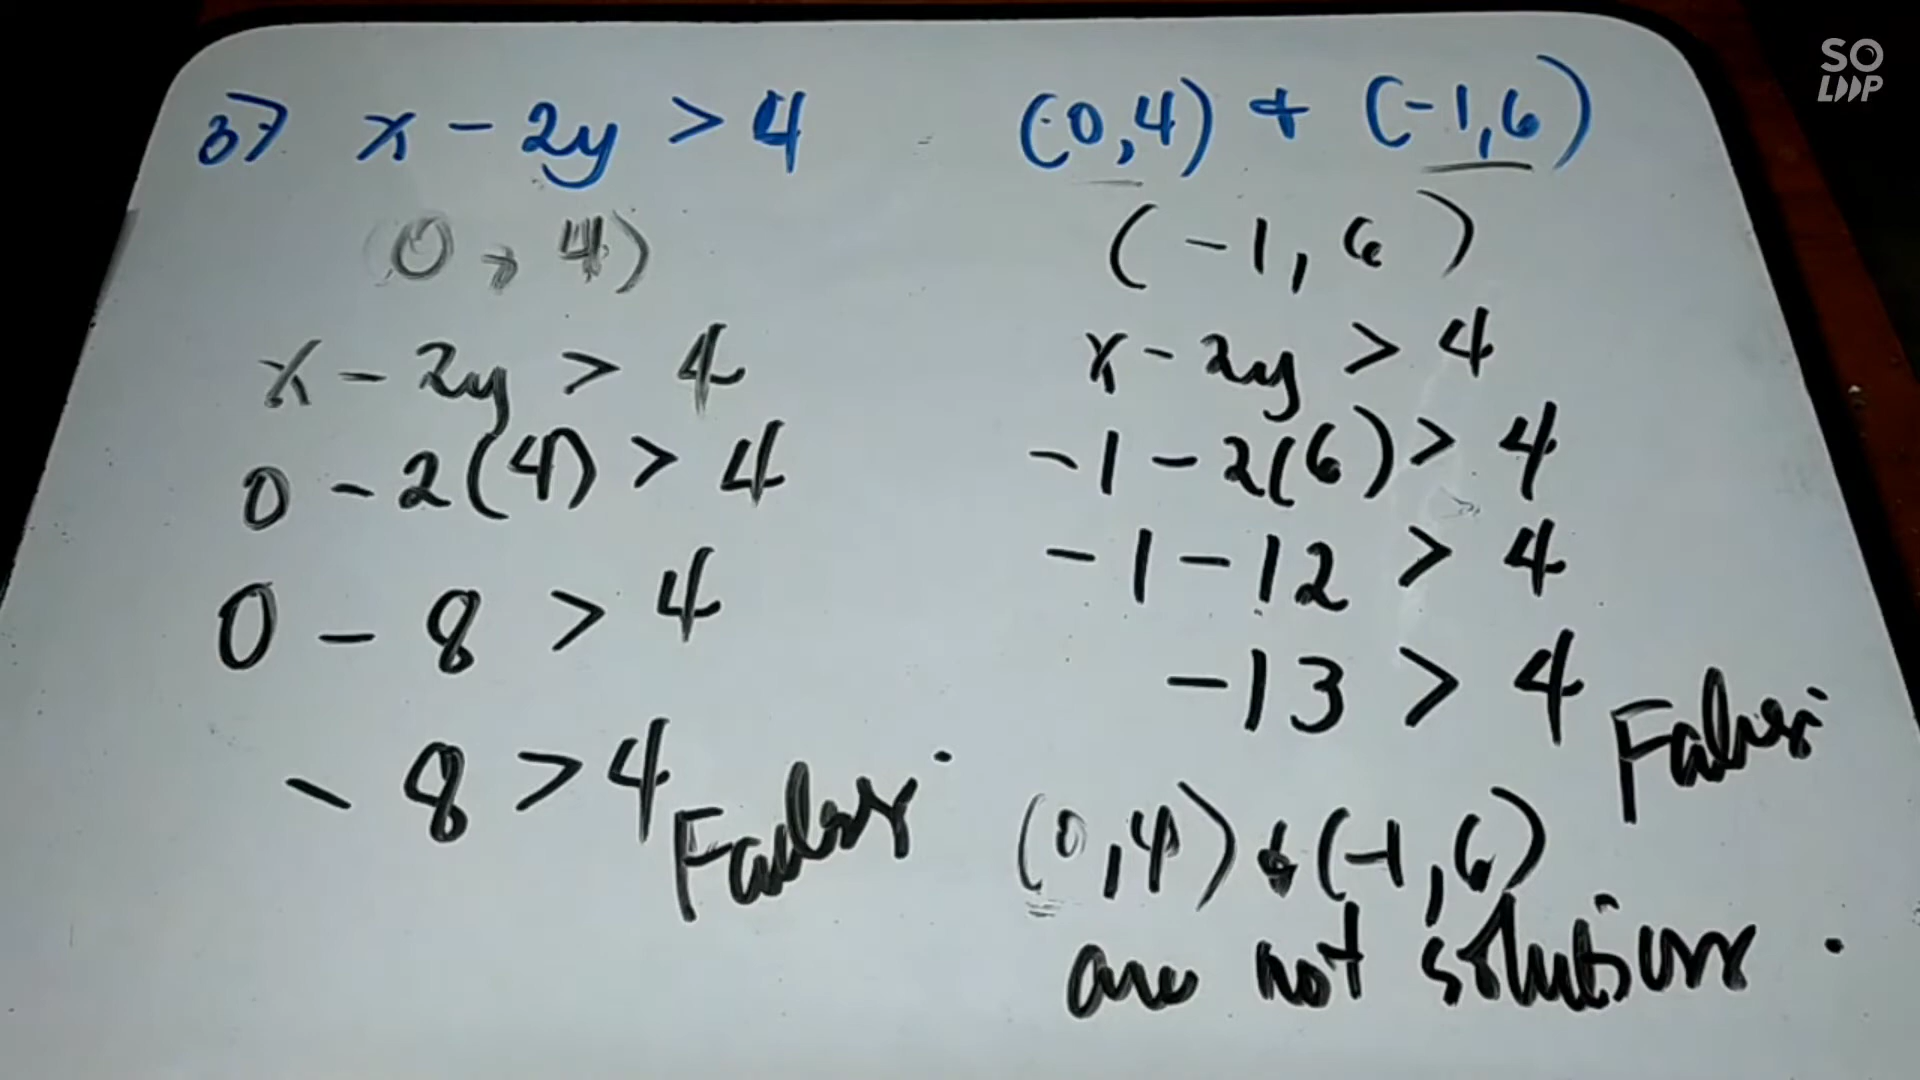 3) x - 2y > 4 (0,4) & (-1,6)
(0,4)
x - 2y > 4
0 - 2(4) > 4
0 - 8 > 4
- 8 > 4 False.
(-1,6)
x - 2y > 4
-1 - 2(6) > 4
-1 - 12 > 4
-13 > 4 False
(0,4) & (-1,6)
are not solutions.
SO
LOOP